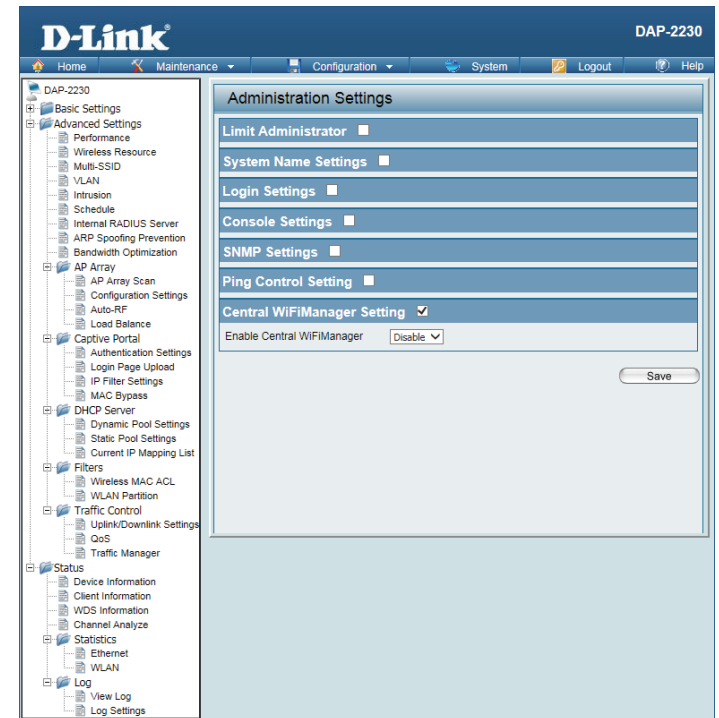 D-Link®
DAP-2230
Home Maintenance Configuration System Logout Help
DAP-2230
Basic Settings
Advanced Settings
Performance
Wireless Resource
Multi-SSID
VLAN
Intrusion
Schedule
Internal RADIUS Server
ARP Spoofing Prevention
Bandwidth Optimization
AP Array
AP Array Scan
Configuration Settings
Auto-RF
Load Balance
Captive Portal
Authentication Settings
Login Page Upload
IP Filter Settings
MAC Bypass
DHCP Server
Dynamic Pool Settings
Static Pool Settings
Current IP Mapping List
Filters
Wireless MAC ACL
WLAN Partition
Traffic Control
Uplink/Downlink Settings
QoS
Traffic Manager
Status
Device Information
Client Information
WDS Information
Channel Analyze
Statistics
Ethernet
WLAN
Log
View Log
Log Settings
Administration Settings
Limit Administrator
System Name Settings
Login Settings
Console Settings
SNMP Settings
Ping Control Setting
Central WiFiManager Setting
Enable Central WiFiManager Disable
Save